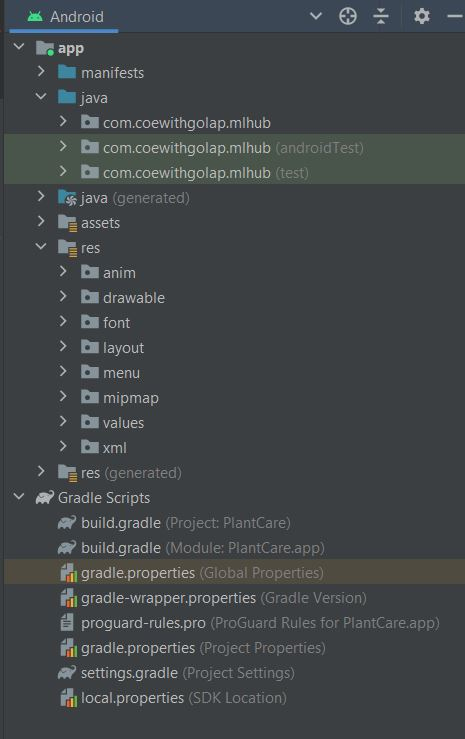 Android
app
manifests
java
com.coewithgolap.mlhub
com.coewithgolap.mlhub (androidTest)
com.coewithgolap.mlhub (test)
java (generated)
assets
res
anim
drawable
font
layout
menu
mipmap
values
xml
res (generated)
Gradle Scripts
build.gradle (Project: PlantCare)
build.gradle (Module: PlantCare.app)
gradle.properties (Global Properties)
gradle-wrapper.properties (Gradle Version)
proguard-rules.pro (ProGuard Rules for PlantCare.app)
gradle.properties (Project Properties)
settings.gradle (Project Settings)
local.properties (SDK Location)